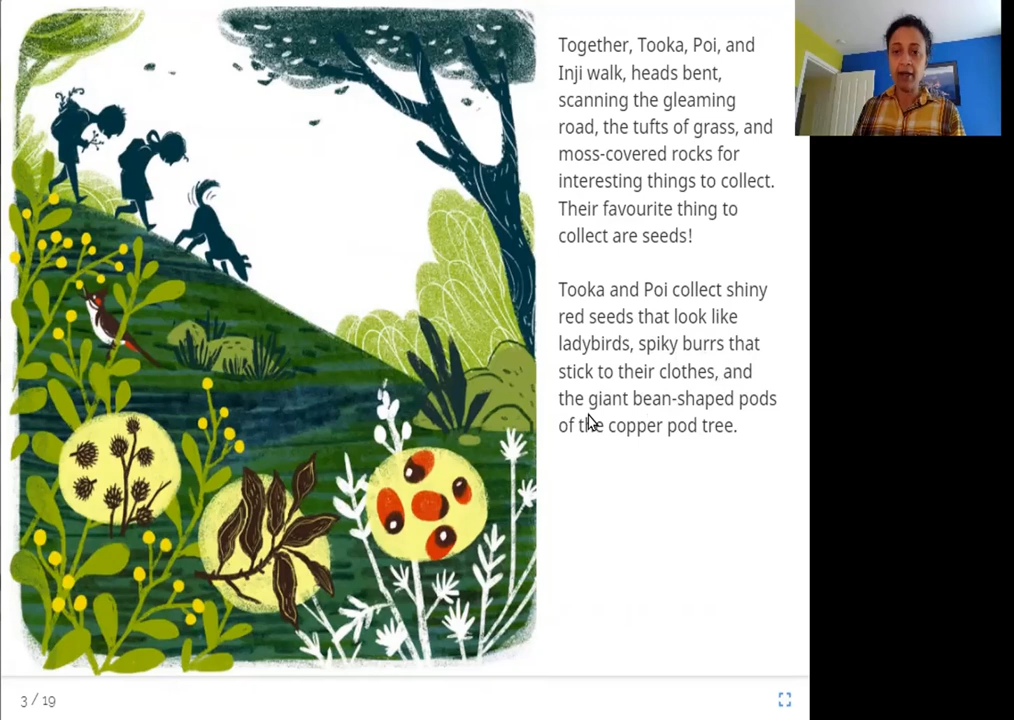 Together, Tooka, Poi, and
Inji walk, heads bent,
scanning the gleaming
road, the tufts of grass, and
moss-covered rocks for
interesting things to collect.
Their favourite thing to
collect are seeds!
Tooka and Poi collect shiny
red seeds that look like
ladybirds, spiky burrs that
stick to their clothes, and
the giant bean-shaped pods
of the copper pod tree.
3 / 19